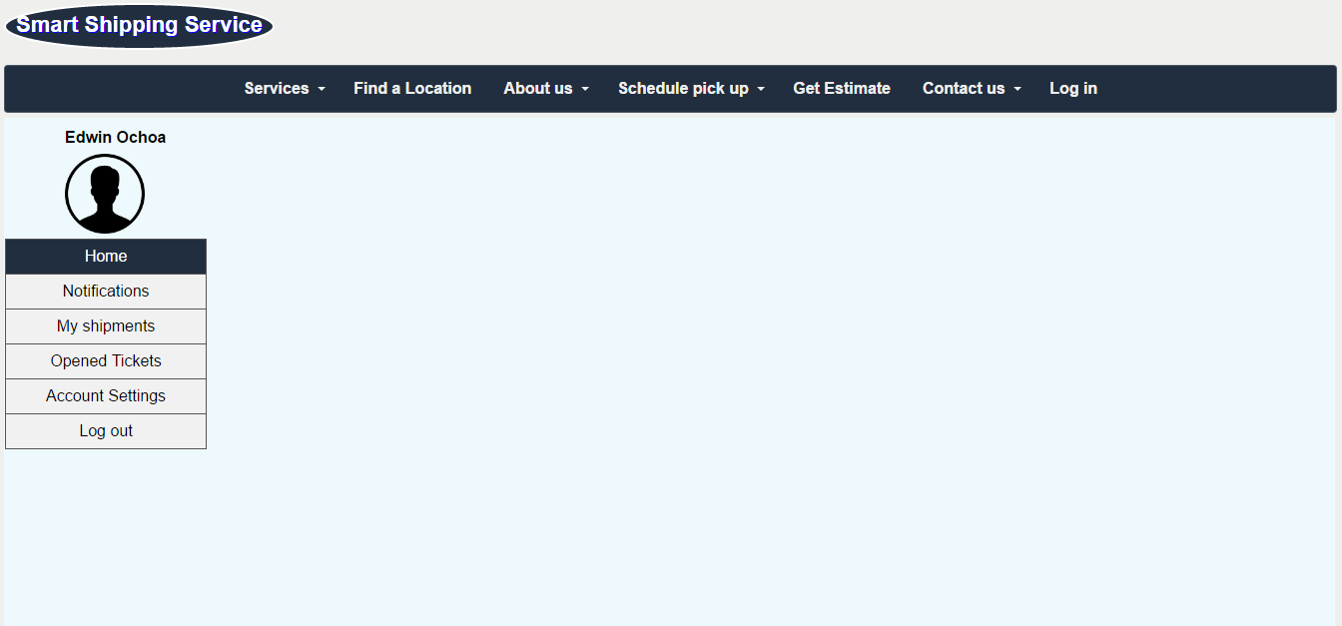 Smart Shipping Service
Services Find a Location About us Schedule pick up Get Estimate Contact us Log in
Edwin Ochoa
Home
Notifications
My shipments
Opened Tickets
Account Settings
Log out